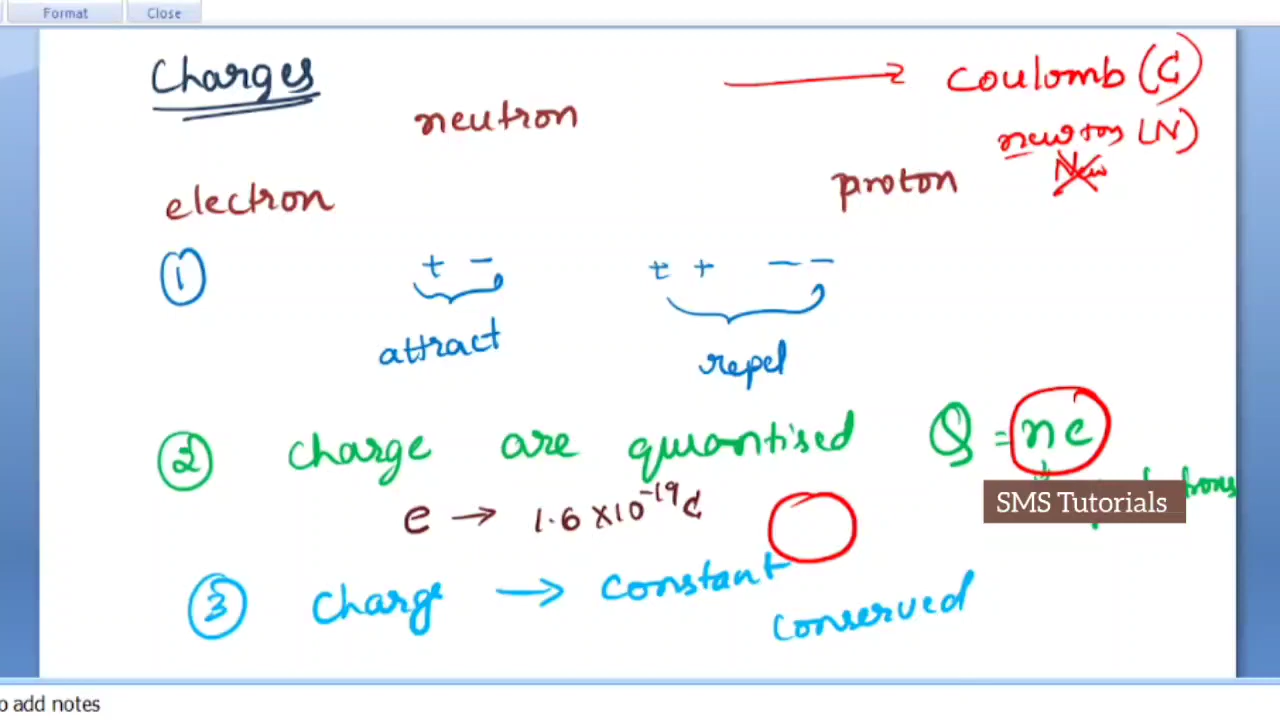 Format Close
Charges
neutron
⟶ Coulomb (C)
newton (N)
New
electron
proton
① + - + + - -
attract
repel
② Charge are quantised Q = ne
SMS Tutorials
e → 1.6 × 10⁻¹⁹ C
③ Charge → constant
conserved
add notes